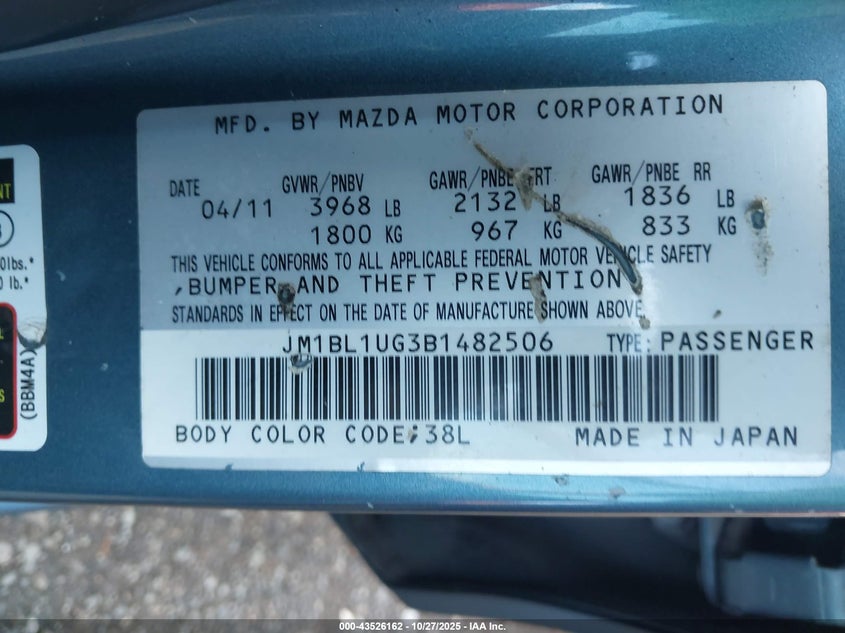 MFD. BY MAZDA MOTOR CORPORATION
DATE GVWR/PNBV GAWR/PNBE FRT GAWR/PNBE RR
04/11 3968 LB 2132 LB 1836 LB
1800 KG 967 KG 833 KG
THIS VEHICLE CONFORMS TO ALL APPLICABLE FEDERAL MOTOR VEHICLE SAFETY
,BUMPER AND THEFT PREVENTION
STANDARDS IN EFFECT ON THE DATE OF MANUFACTURE SHOWN ABOVE.
JM1BL1UG3B1482506 TYPE: PASSENGER
BODY COLOR CODE: 38L MADE IN JAPAN
(BBM4A)
000-43526162 10/27/2025 IAA Inc.